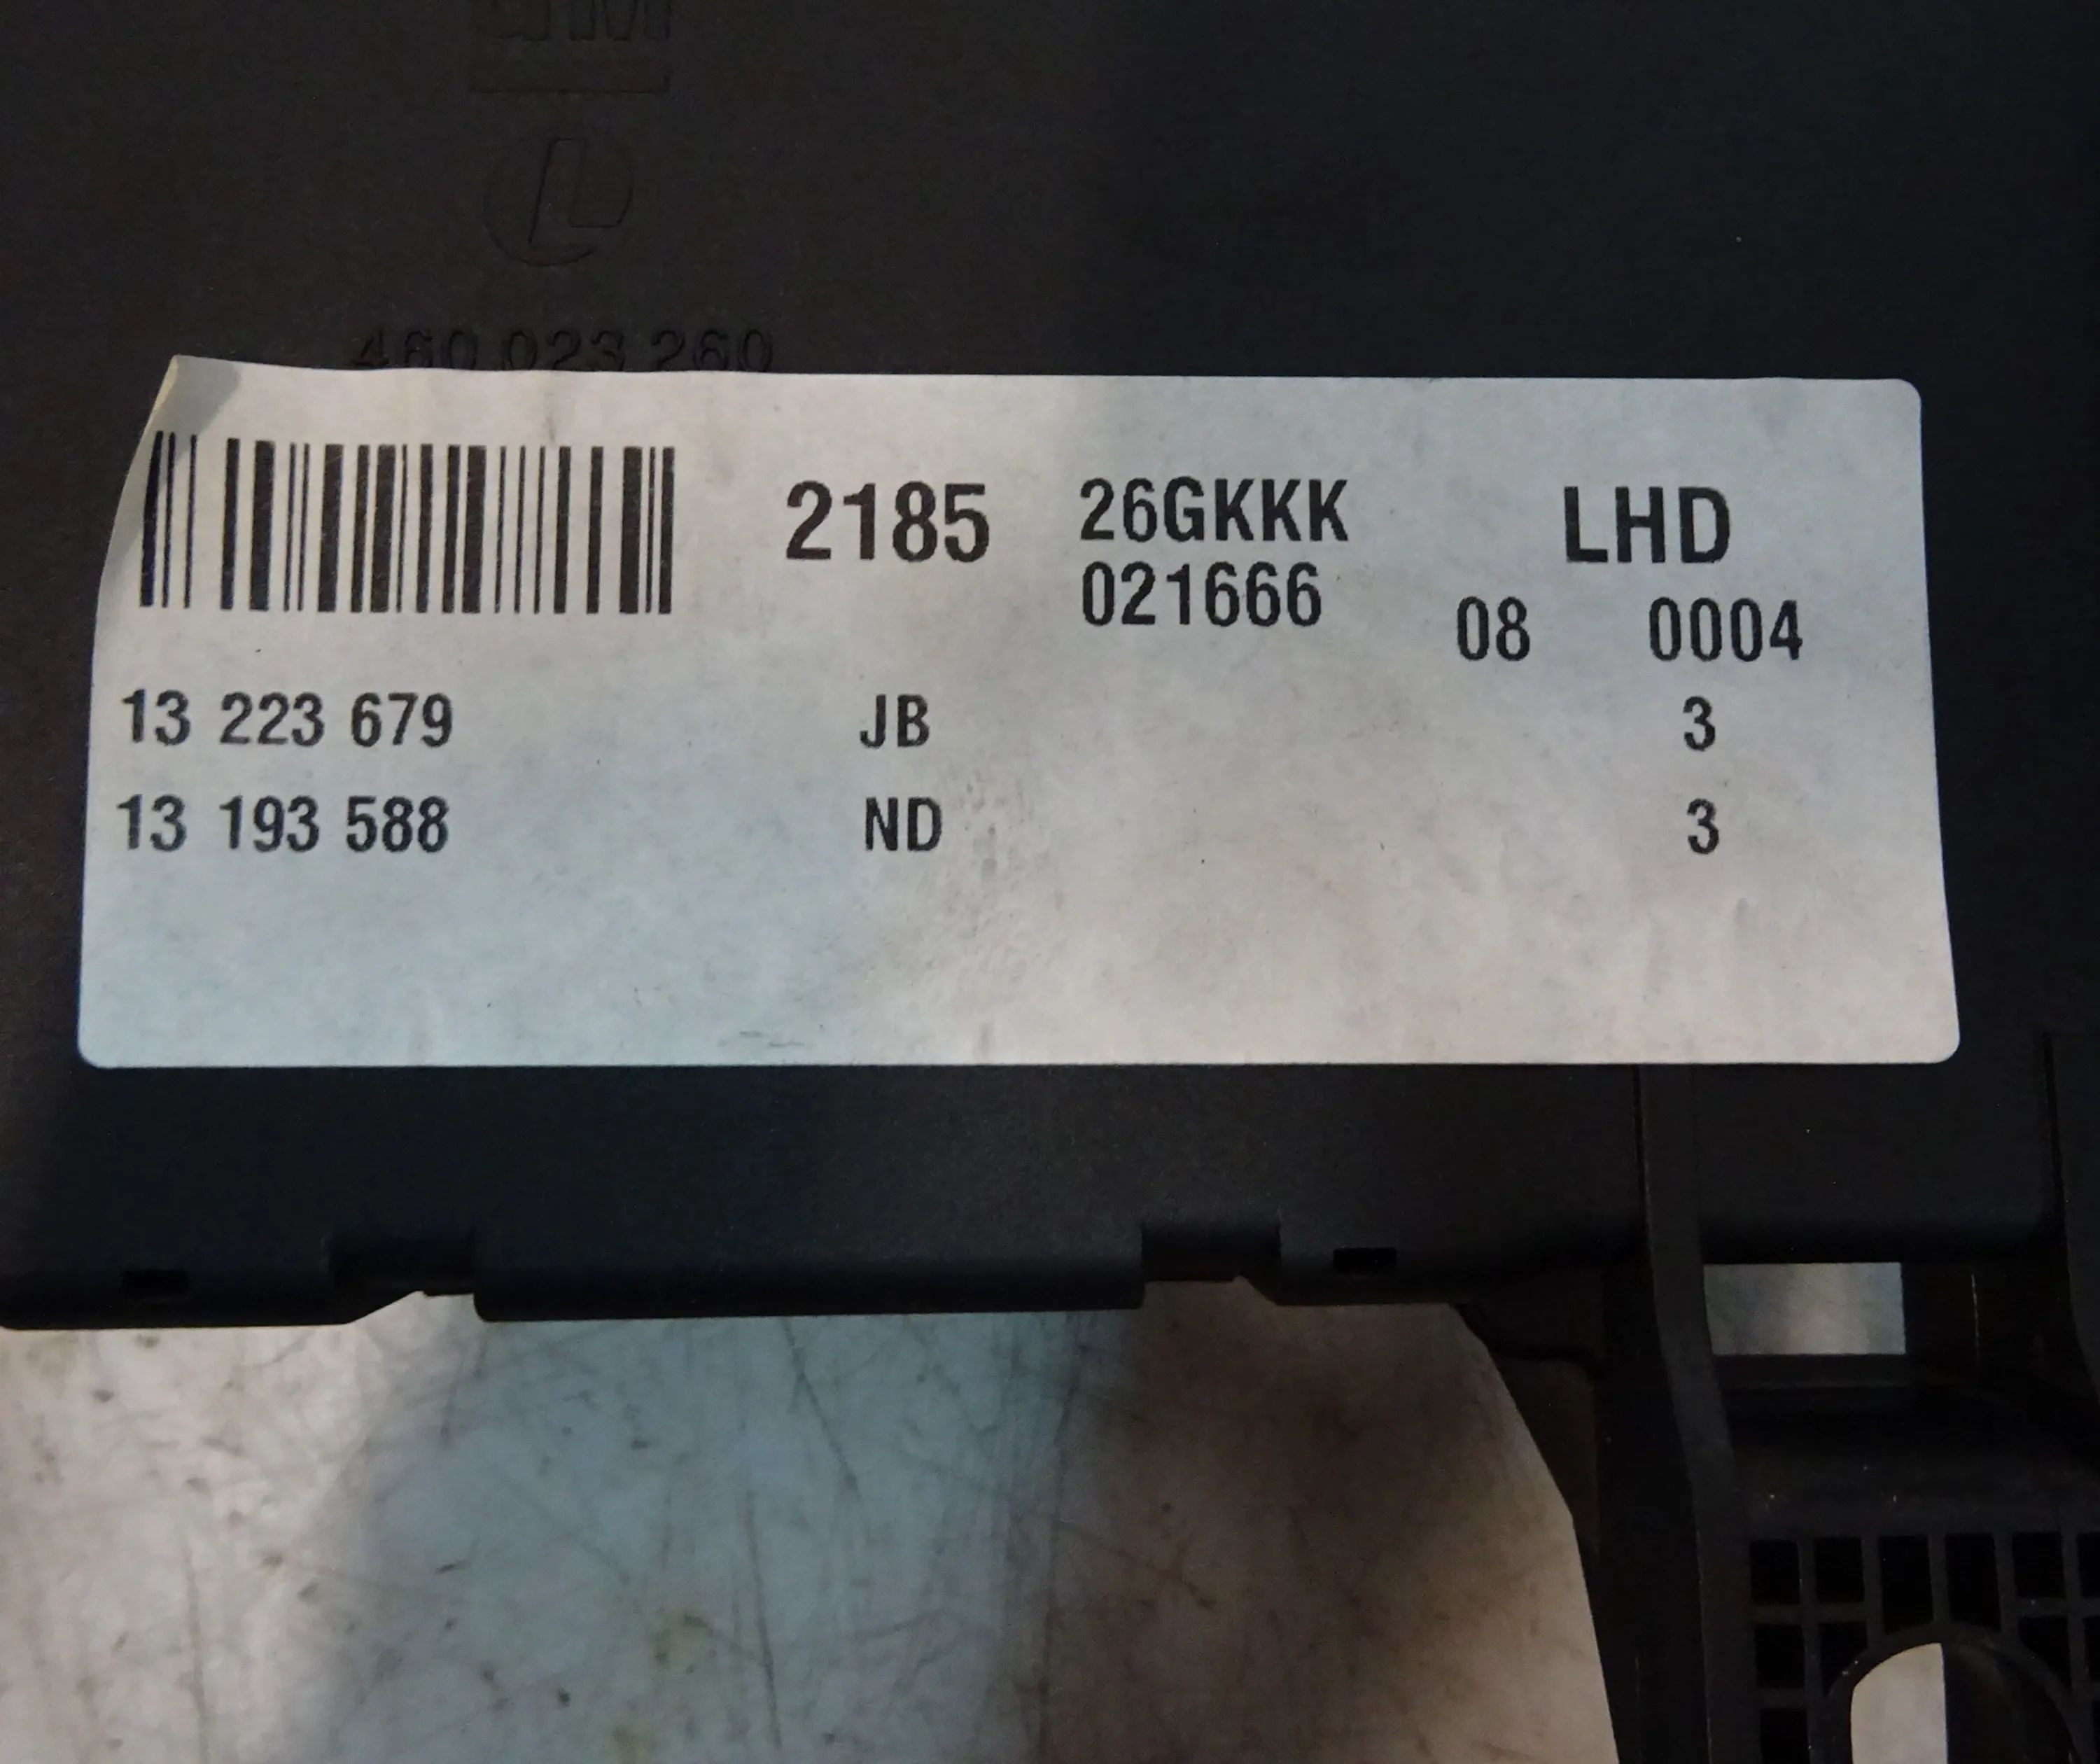 GM
460 023 260
2185 26GKKK LHD
021666 08 0004
13 223 679 JB 3
13 193 588 ND 3